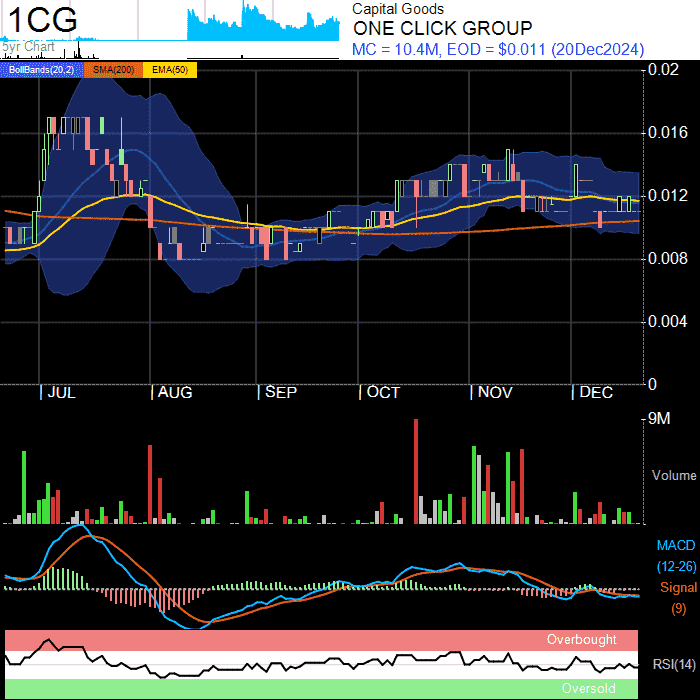 1CG
5yr Chart
Capital Goods
ONE CLICK GROUP
MC = 10.4M, EOD = $0.011 (20Dec2024)
BollBands(20,2) SMA(200) EMA(50)
0.02
0.016
0.012
0.008
0.004
0
JUL AUG SEP OCT NOV DEC
9M
Volume
MACD
(12-26)
Signal
(9)
Overbought
RSI(14)
Oversold